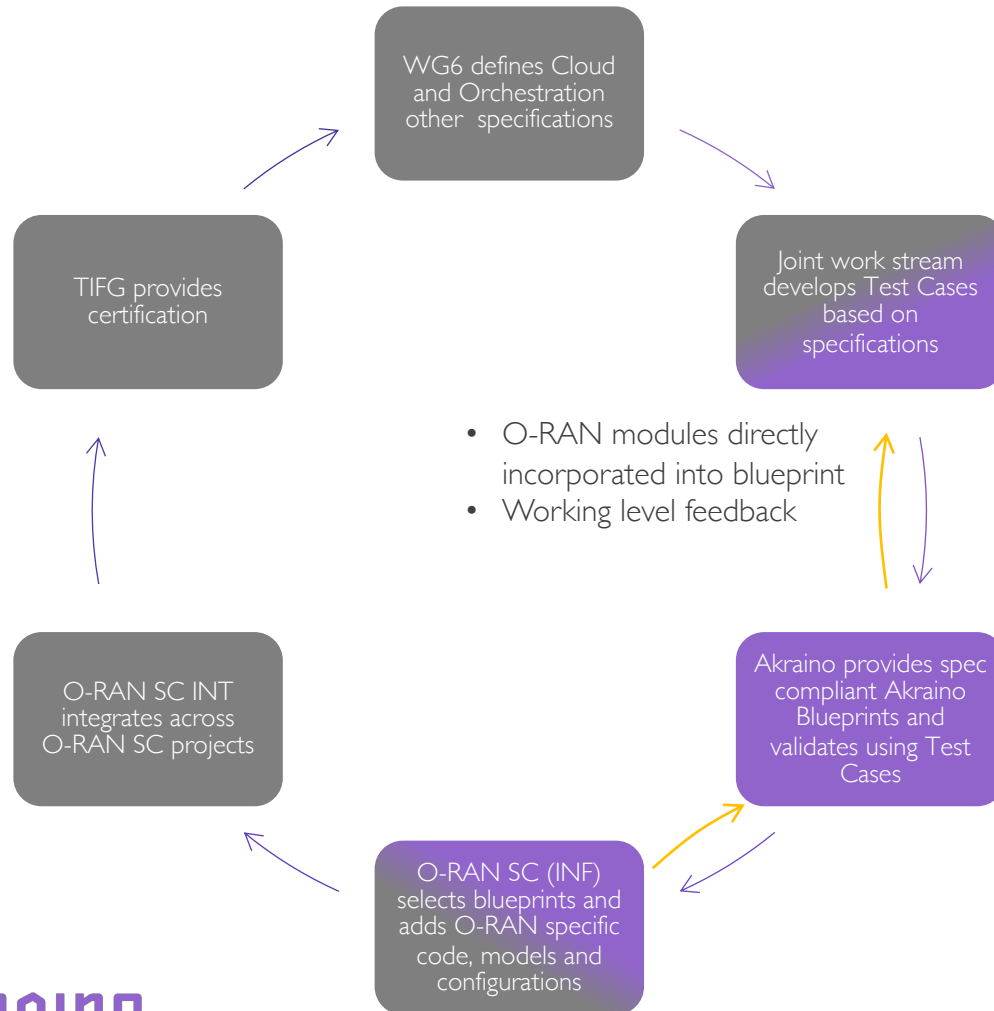 WG6 defines Cloud
and Orchestration
other specifications
Joint work stream
develops Test Cases
based on
specifications
TIFG provides
certification
• O-RAN modules directly
incorporated into blueprint
• Working level feedback
Akraino provides spec
compliant Akraino
Blueprints and
validates using Test
Cases
O-RAN SC INT
integrates across
O-RAN SC projects
O-RAN SC (INF)
selects blueprints and
adds O-RAN specific
code, models and
configurations